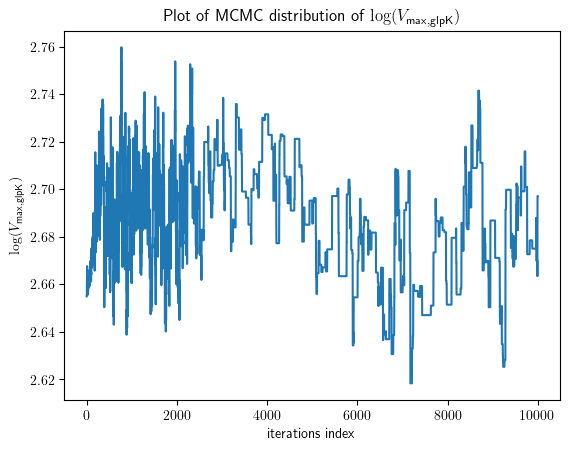 Plot of MCMC distribution of log(V_max,glpK)
2.76
2.74
2.72
2.70
2.68
2.66
2.64
2.62
log(V_max,glpK)
0 2000 4000 6000 8000 10000
iterations index